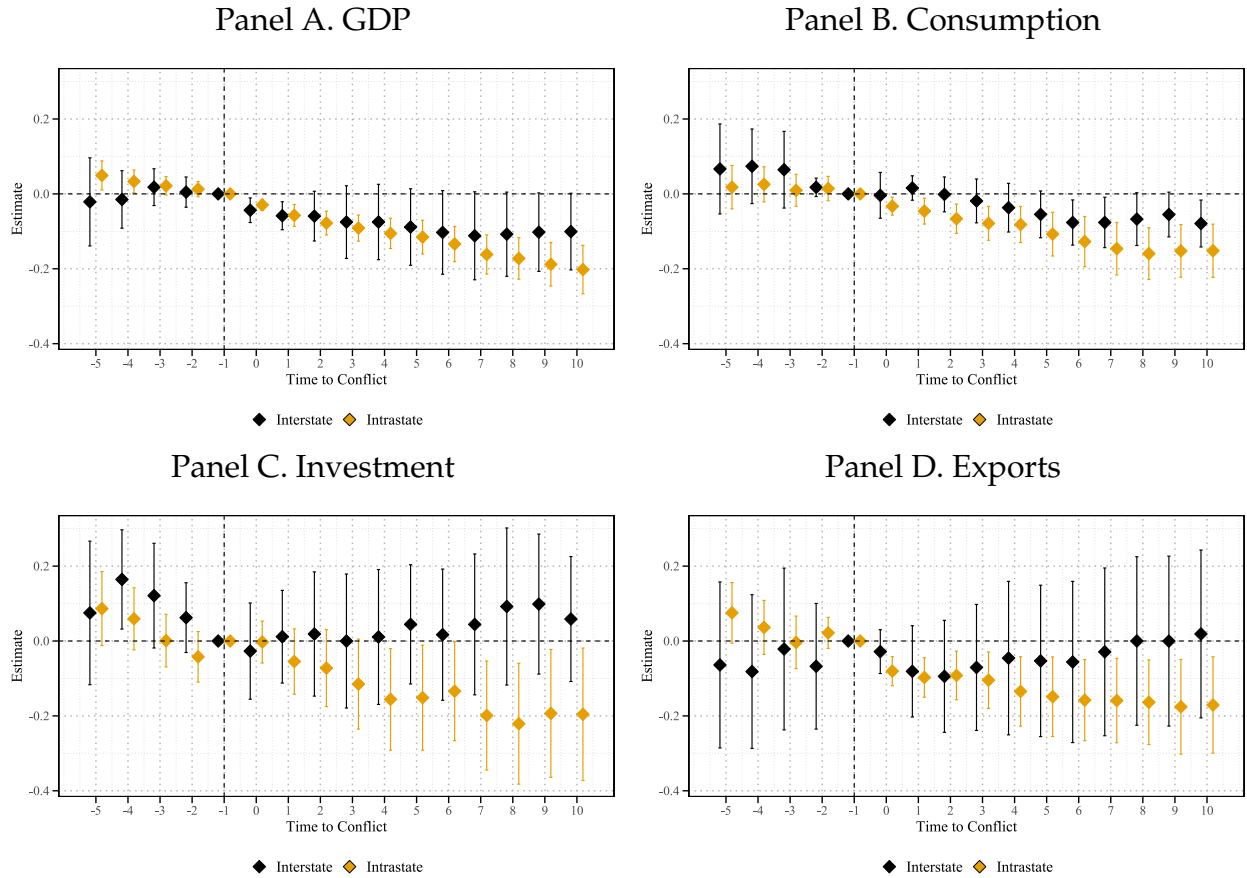 Panel A. GDP
Estimate
0.2
0.0
-0.2
-0.4
-5 -4 -3 -2 -1 0 1 2 3 4 5 6 7 8 9 10
Time to Conflict
Interstate Intrastate
Panel B. Consumption
Estimate
0.2
0.0
-0.2
-0.4
-5 -4 -3 -2 -1 0 1 2 3 4 5 6 7 8 9 10
Time to Conflict
Interstate Intrastate
Panel C. Investment
Estimate
0.2
0.0
-0.2
-0.4
-5 -4 -3 -2 -1 0 1 2 3 4 5 6 7 8 9 10
Time to Conflict
Interstate Intrastate
Panel D. Exports
Estimate
0.2
0.0
-0.2
-0.4
-5 -4 -3 -2 -1 0 1 2 3 4 5 6 7 8 9 10
Time to Conflict
Interstate Intrastate